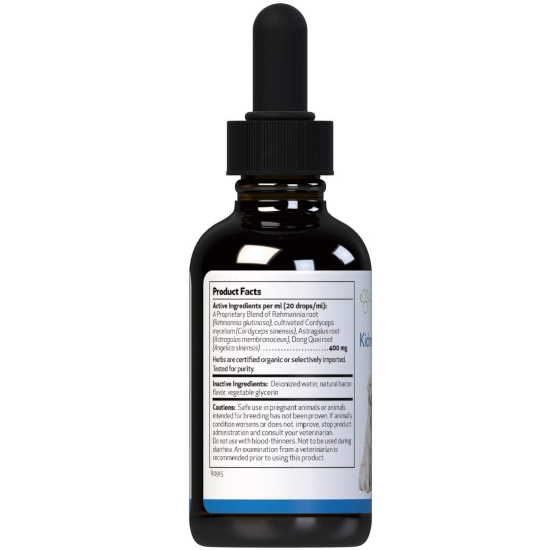 Product Facts
Active Ingredients per ml (20 drops/ml):
A Proprietary Blend of Rehmannia root
(Rehmannia glutinosa), cultivated Cordyceps
mycelium (Cordyceps sinensis), Astragalus root
(Astragalus membranaceus), Dong Quai root
(Angelica sinensis) ......................600 mg
Herbs are certified organic or selectively imported.
Tested for purity.
Inactive Ingredients: Deionized water, natural bacon
flavor, vegetable glycerin
Cautions: Safe use in pregnant animals or animals
intended for breeding has not been proven. If animal's
condition worsens or does not improve, stop product
administration and consult your veterinarian.
Do not use with blood-thinners. Not to be used during
diarrhea. An examination from a veterinarian is
recommended prior to using this product.